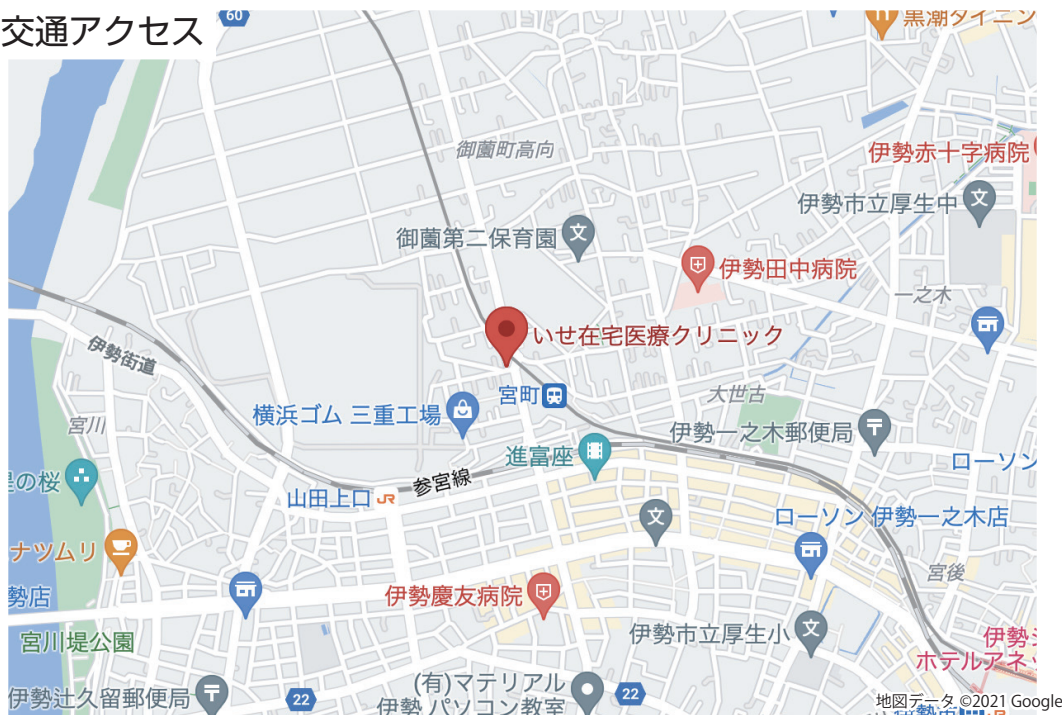 交通アクセス
60
黒潮ダイニン
御薗町高向
伊勢赤十字病院
伊勢市立厚生中
文
御薗第二保育園
文
伊勢田中病院
一之木
いせ在宅医療クリニック
伊勢街道
宮町
大世古
横浜ゴム 三重工場
宮川
伊勢一之木郵便局
進富座
ローソン
の桜
参宮線
山田上口
JR
文
ローソン 伊勢一之木店
ナツムリ
宮後
勢店
伊勢慶友病院
伊勢市立厚生小
文
宮川堤公園
ホテルアネッ
(有)マテリアル
伊勢パソコン教室
伊勢辻久留郵便局
22
22
地図データ ©2021 Google